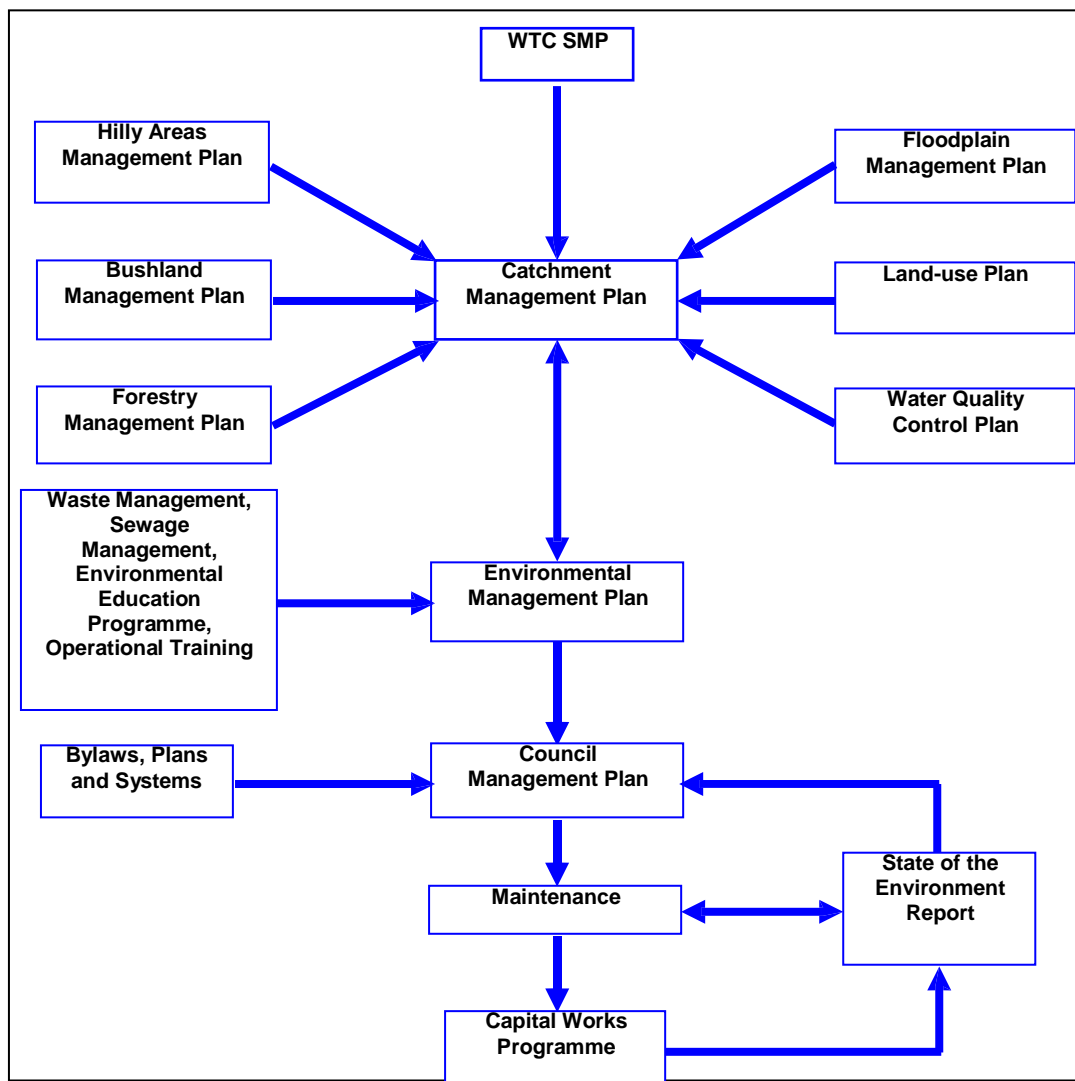 WTC SMP
Hilly Areas
Management Plan
Floodplain
Management Plan
Bushland
Management Plan
Catchment
Management Plan
Land-use Plan
Forestry
Management Plan
Water Quality
Control Plan
Waste Management,
Sewage
Management,
Environmental
Education
Programme,
Operational Training
Environmental
Management Plan
Bylaws, Plans
and Systems
Council
Management Plan
State of the
Environment
Report
Maintenance
Capital Works
Programme